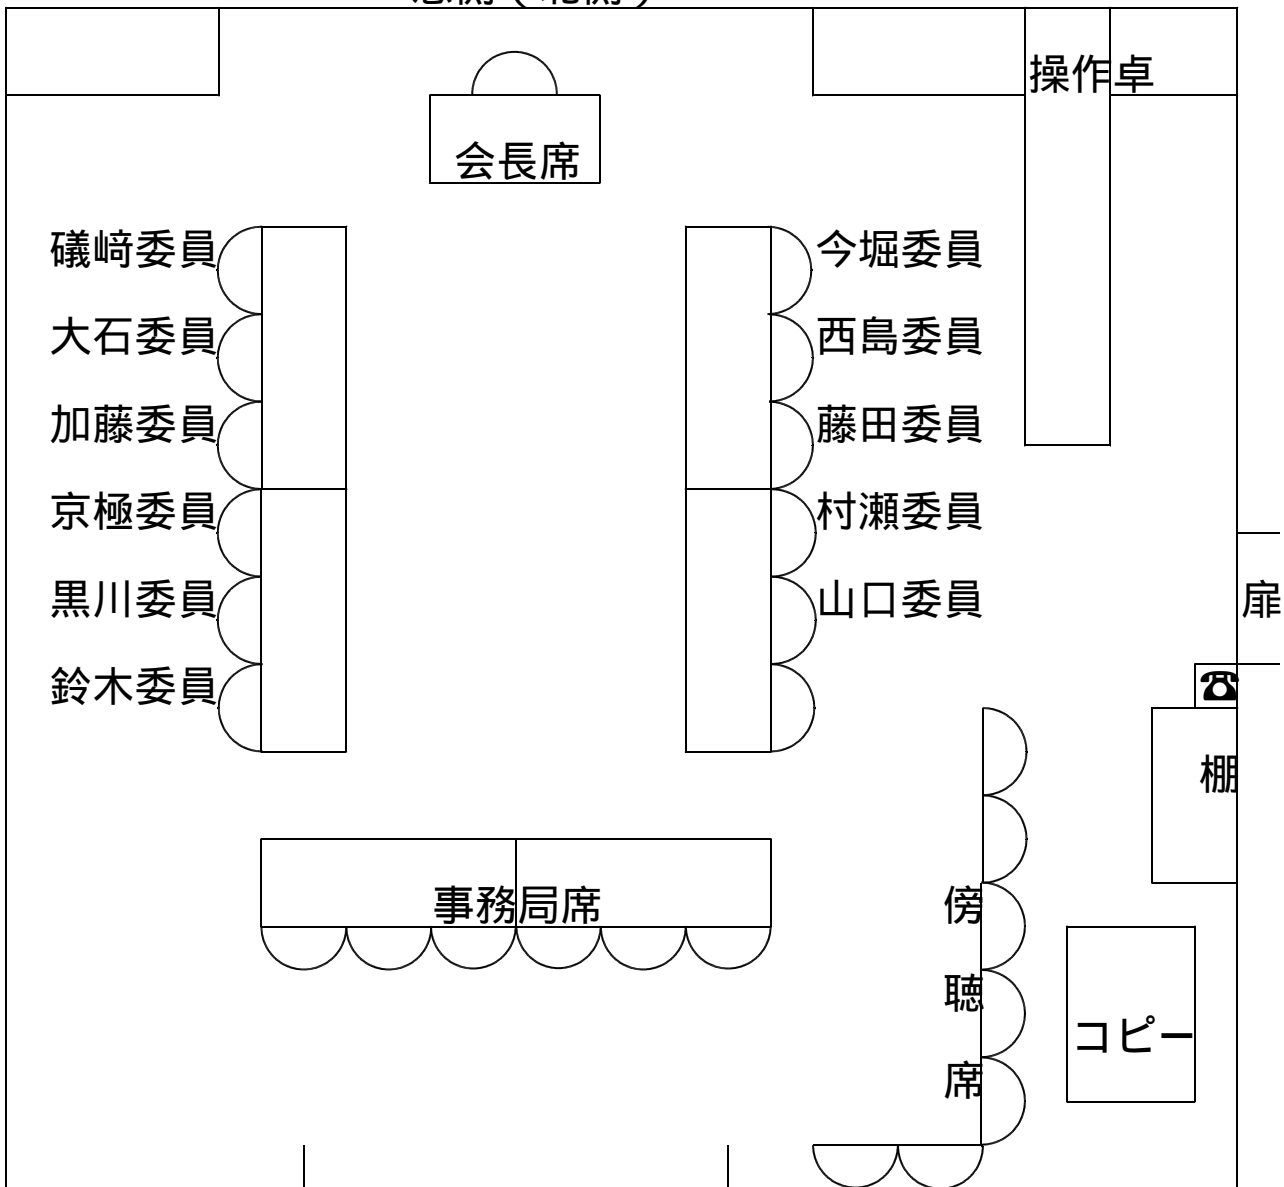 操作卓
会長席
礒﨑委員
今堀委員
大石委員
西島委員
加藤委員
藤田委員
京極委員
村瀬委員
黒川委員
山口委員
扉
鈴木委員
☎
棚
事務局席
傍
聴
席
コピー